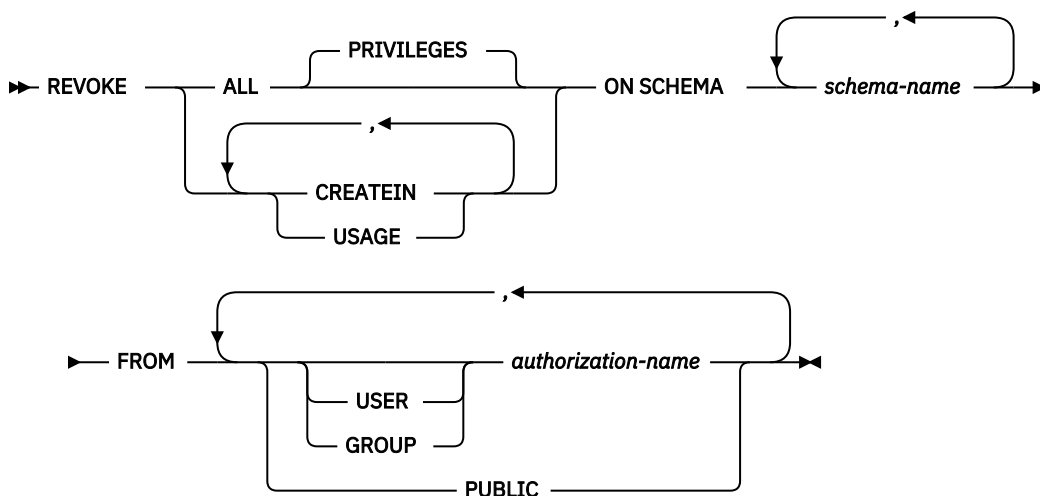 ,
PRIVILEGES
REVOKE ALL ON SCHEMA schema-name
,
CREATEIN
USAGE
,
FROM authorization-name
USER
GROUP
PUBLIC